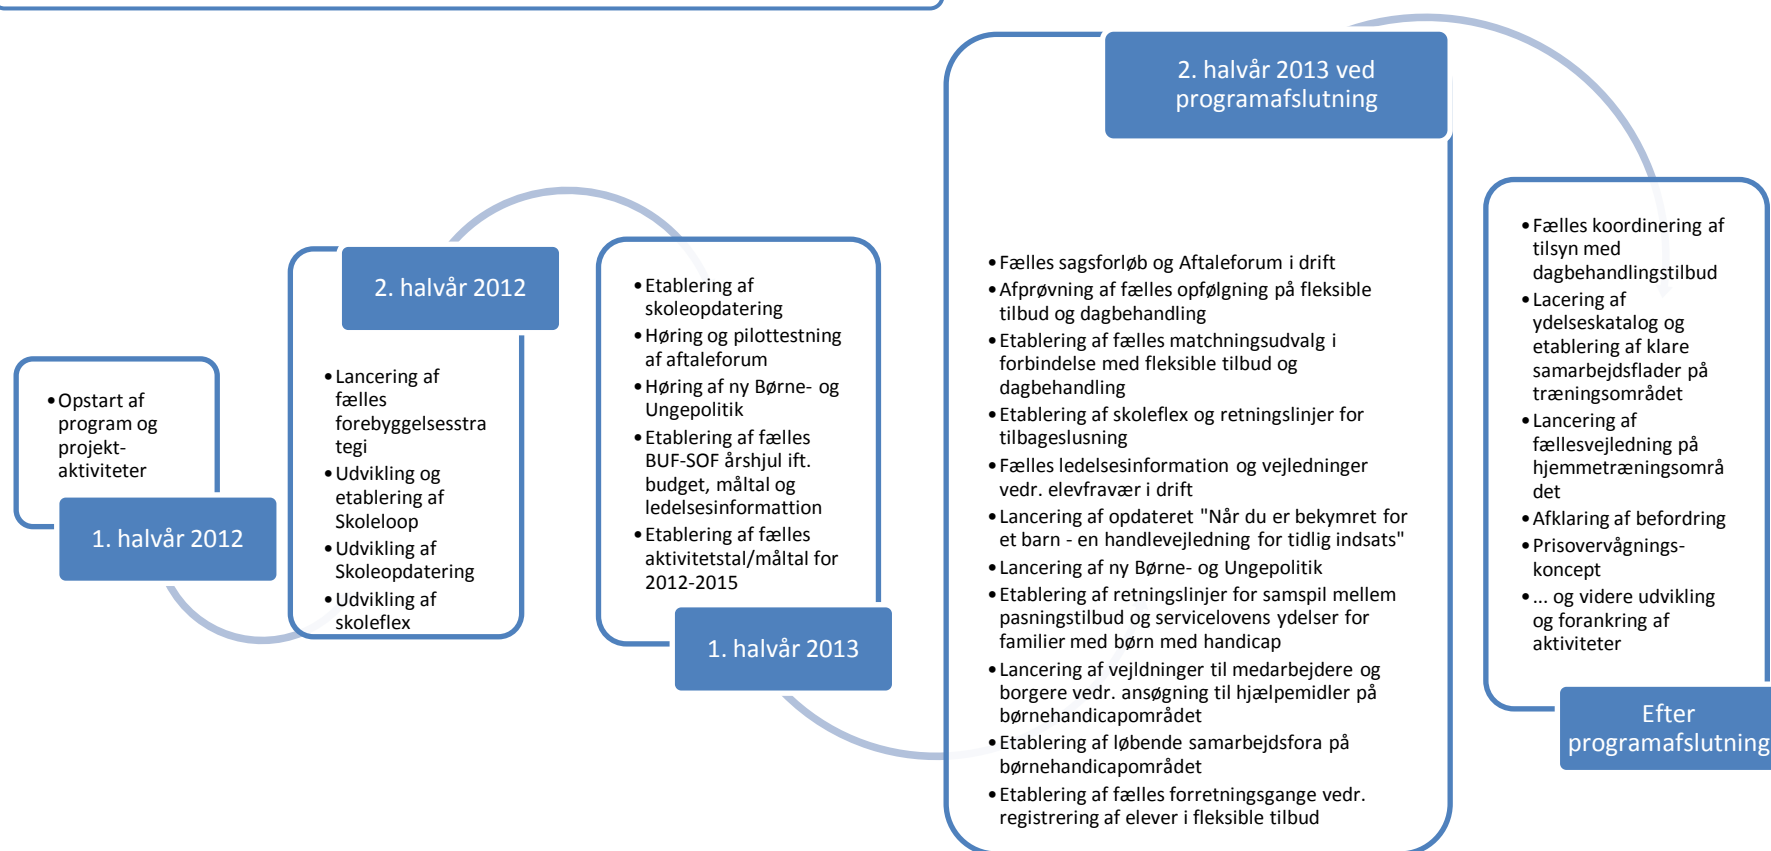 1. halvår 2012
•Opstart af
program og
projekt-
aktiviteter
2. halvår 2012
•Lancering af
fælles
forebyggelsesstra
tegi
•Udvikling og
etablering af
Skoleloop
•Udvikling af
Skoleopdatering
•Udvikling af
skoleflex
•Etablering af
skoleopdatering
•Høring og pilottestning
af aftaleforum
•Høring af ny Børne- og
Ungepolitik
•Etablering af fælles
BUF-SOF årshjul ift.
budget, måltal og
ledelsesinformattion
•Etablering af fælles
aktivitetstal/måltal for
2012-2015
1. halvår 2013
2. halvår 2013 ved
programafslutning
•Fælles sagsforløb og Aftaleforum i drift
•Afprøvning af fælles opfølgning på fleksible
tilbud og dagbehandling
•Etablering af fælles matchningsudvalg i
forbindelse med fleksible tilbud og
dagbehandling
•Etablering af skoleflex og retningslinjer for
tilbageslusning
•Fælles ledelsesinformation og vejledninger
vedr. elevfravær i drift
•Lancering af opdateret "Når du er bekymret for
et barn - en handlevejledning for tidlig indsats"
•Lancering af ny Børne- og Ungepolitik
•Etablering af retningslinjer for samspil mellem
pasningstilbud og servicelovens ydelser for
familier med børn med handicap
•Lancering af vejldninger til medarbejdere og
borgere vedr. ansøgning til hjælpemidler på
børnehandicapområdet
•Etablering af løbende samarbejdsfora på
børnehandicapområdet
•Etablering af fælles forretningsgange vedr.
registrering af elever i fleksible tilbud
•Fælles koordinering af
tilsyn med
dagbehandlingstilbud
•Lacering af
ydelseskatalog og
etablering af klare
samarbejdsflader på
træningsområdet
•Lancering af
fællesvejledning på
hjemmetræningsområ
det
•Afklaring af befordring
•Prisovervågnings-
koncept
•... og videre udvikling
og forankring af
aktiviteter
Efter
programafslutning